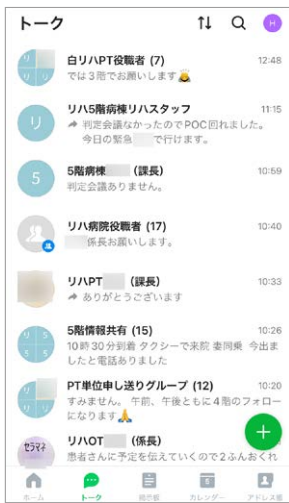 トーク
H
白リハPT役職者 (7)
12:48
では3階でお願いします🙇
リ
リハ5階病棟リハスタッフ
11:15
判定会議なかったのでPOC回れました。
今日の緊急 で行けます。
5
5階病棟 (課長)
10:59
判定会議ありません。
リハ病院役職者 (17)
10:40
係長お願いします。
リハPT (課長)
10:33
ありがとうございます
5階情報共有 (15)
10:26
10時30分到着 タクシーで来院 妻同乗 今出ま
したと電話ありました
PT単位申し送りグループ (12)
10:20
すみません。 午前、午後ともに4階のフォロー
になります🙏
セラマネ
リハOT (係長)
患者さんに予定を伝えていくので2ふんおくれ
ホーム
トーク
掲示板
カレンダー
アドレス帳